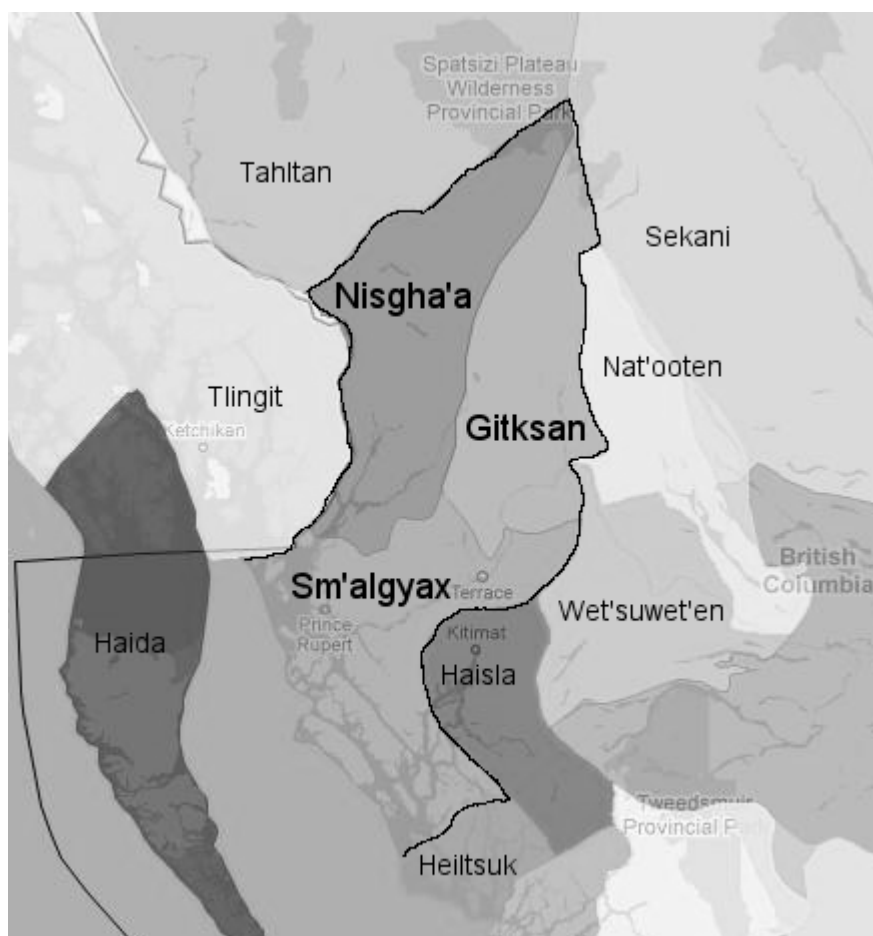 Spatsizi Plateau
Wilderness
Provincial Park
Tahltan
Sekani
Nisgha'a
Nat'ooten
Tlingit
Ketchikan
Gitksan
British
Columbia
Sm'algyax
Terrace
Prince
Rupert
Wet'suwet'en
Kitimat
Haida
Haisla
Tweedsmuir
Provincial Park
Heiltsuk